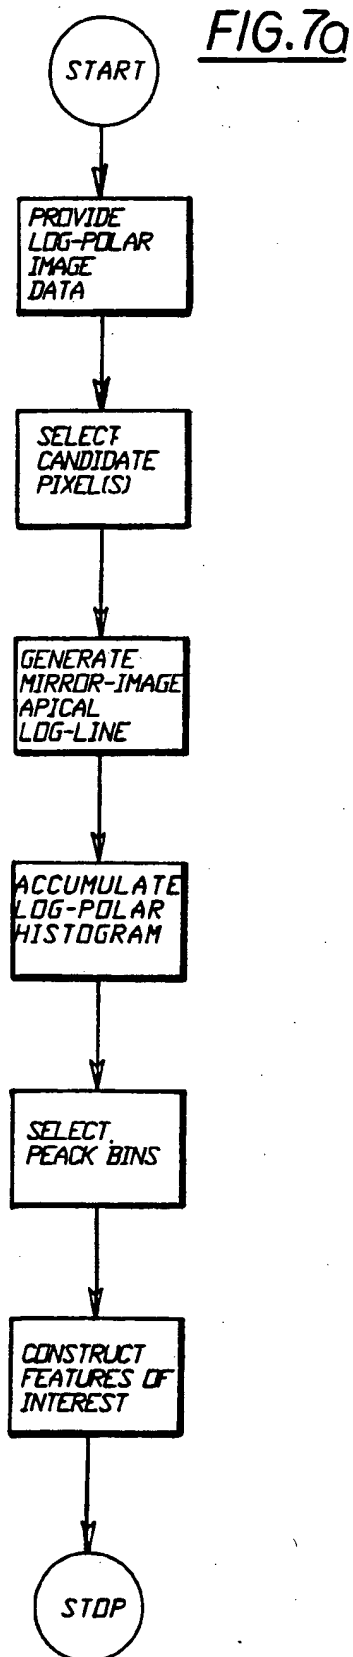 FIG.7a
START
PROVIDE
LOG-POLAR
IMAGE
DATA
SELECT
CANDIDATE
PIXEL(S)
GENERATE
MIRROR-IMAGE
APICAL
LOG-LINE
ACCUMULATE
LOG-POLAR
HISTOGRAM
SELECT.
PEACK BINS
CONSTRUCT
FEATURES OF
INTEREST
STOP